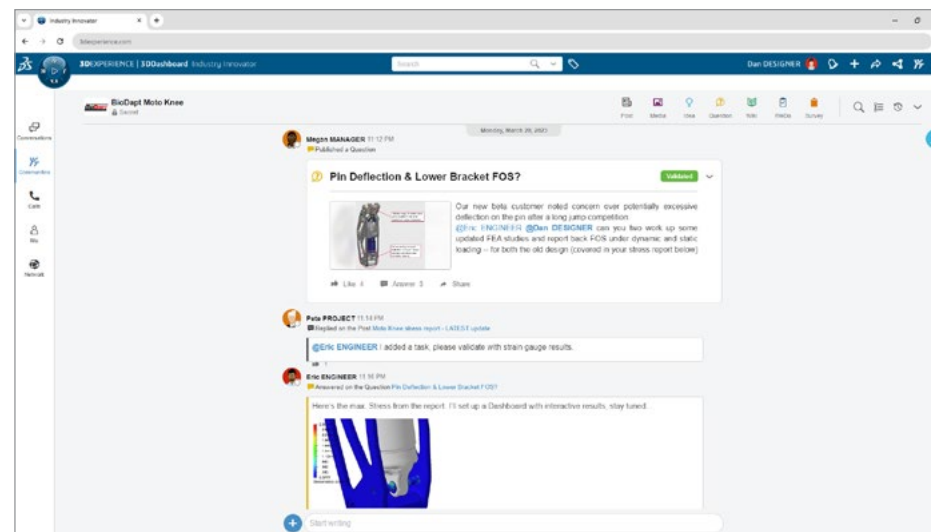 Industry Innovator
3dexperience.com
3DEXPERIENCE | 3DDashboard Industry Innovator
Search
Dan DESIGNER
BioDapt Moto Knee
Secret
Post
Media
Idea
Question
Wiki
Survey
Conversations
Communities
Calls
Me
Network
Monday, March 20, 2023
Megan MANAGER 11:12 PM
Published a Question
Pin Deflection & Lower Bracket FOS?
Validated
Our new beta customer noted concern over potentially excessive
deflection on the pin after a long jump competition
@Eric ENGINEER @Dan DESIGNER can you two work up some
updated FEA studies and report back FOS under dynamic and static
loading – for both the old design (covered in your stress report below)
Like 4
Answer 3
Share
Pete PROJECT 11:14 PM
Replied on the Post Moto Knee stress report - LATEST update
@Eric ENGINEER I added a task, please validate with strain gauge results.
Eric ENGINEER 11:16 PM
Answered on the Question Pin Deflection & Lower Bracket FOS?
Here's the max. Stress from the report. I'll set up a Dashboard with interactive results, stay tuned.
Start writing